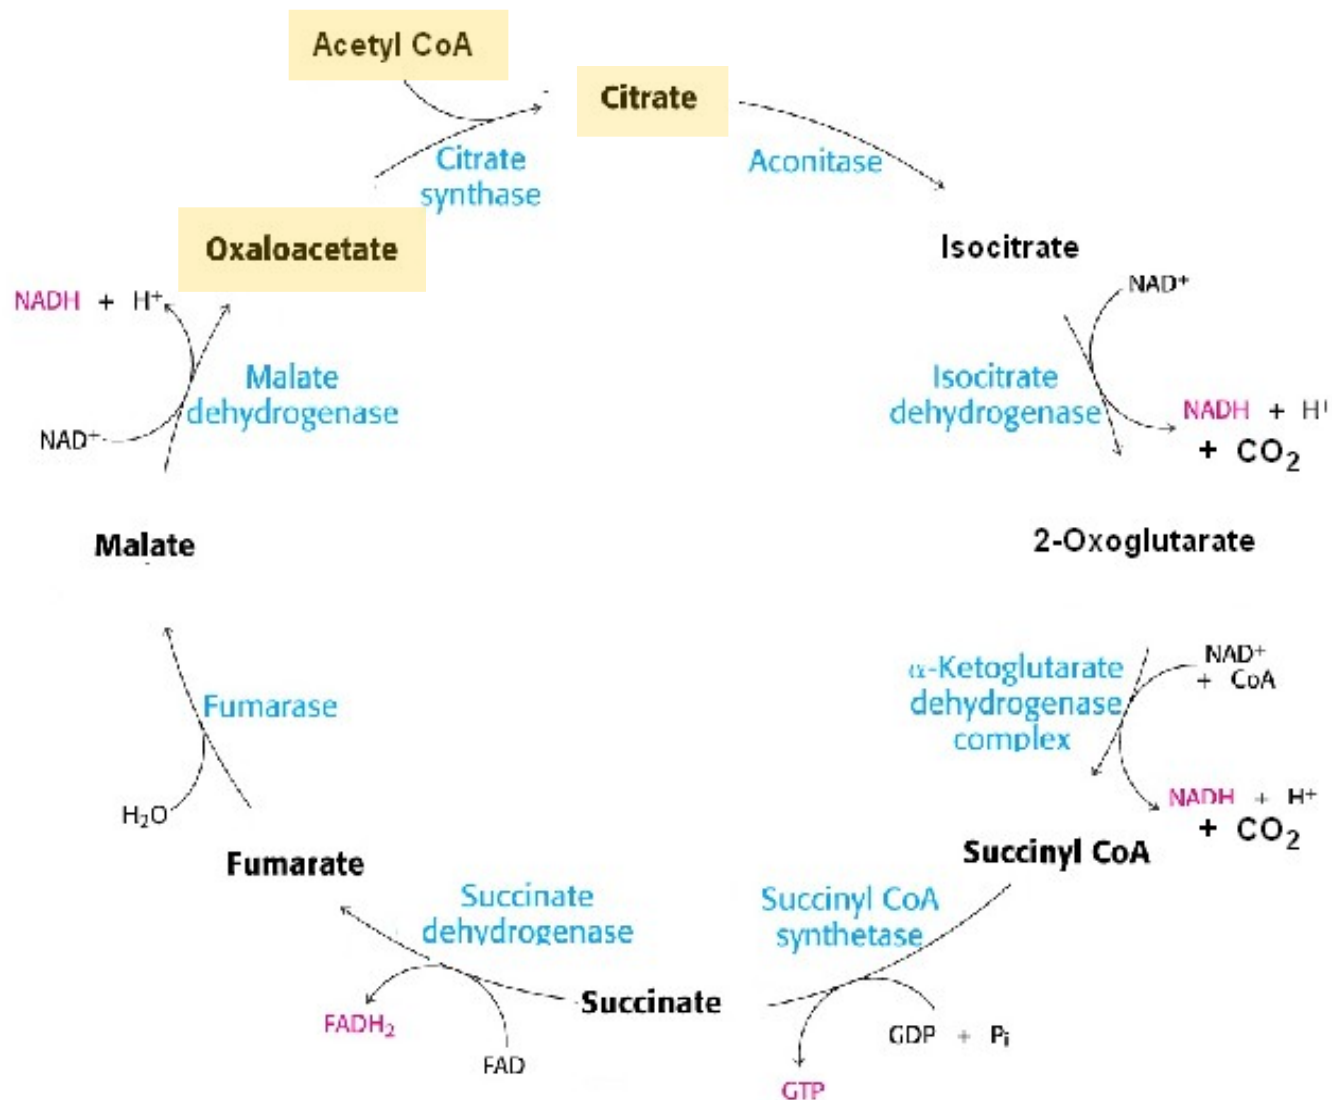 Acetyl CoA
Citrate
Citrate
synthase
Aconitase
Oxaloacetate
Isocitrate
NADH + H+
NAD+
Malate
dehydrogenase
Isocitrate
dehydrogenase
NAD+
NADH + H+
+ CO2
Malate
2-Oxoglutarate
α-Ketoglutarate
dehydrogenase
complex
NAD+
+ CoA
Fumarase
H2O
NADH + H+
+ CO2
Fumarate
Succinyl CoA
Succinate
dehydrogenase
Succinyl CoA
synthetase
Succinate
FADH2
FAD
GDP + Pi
GTP